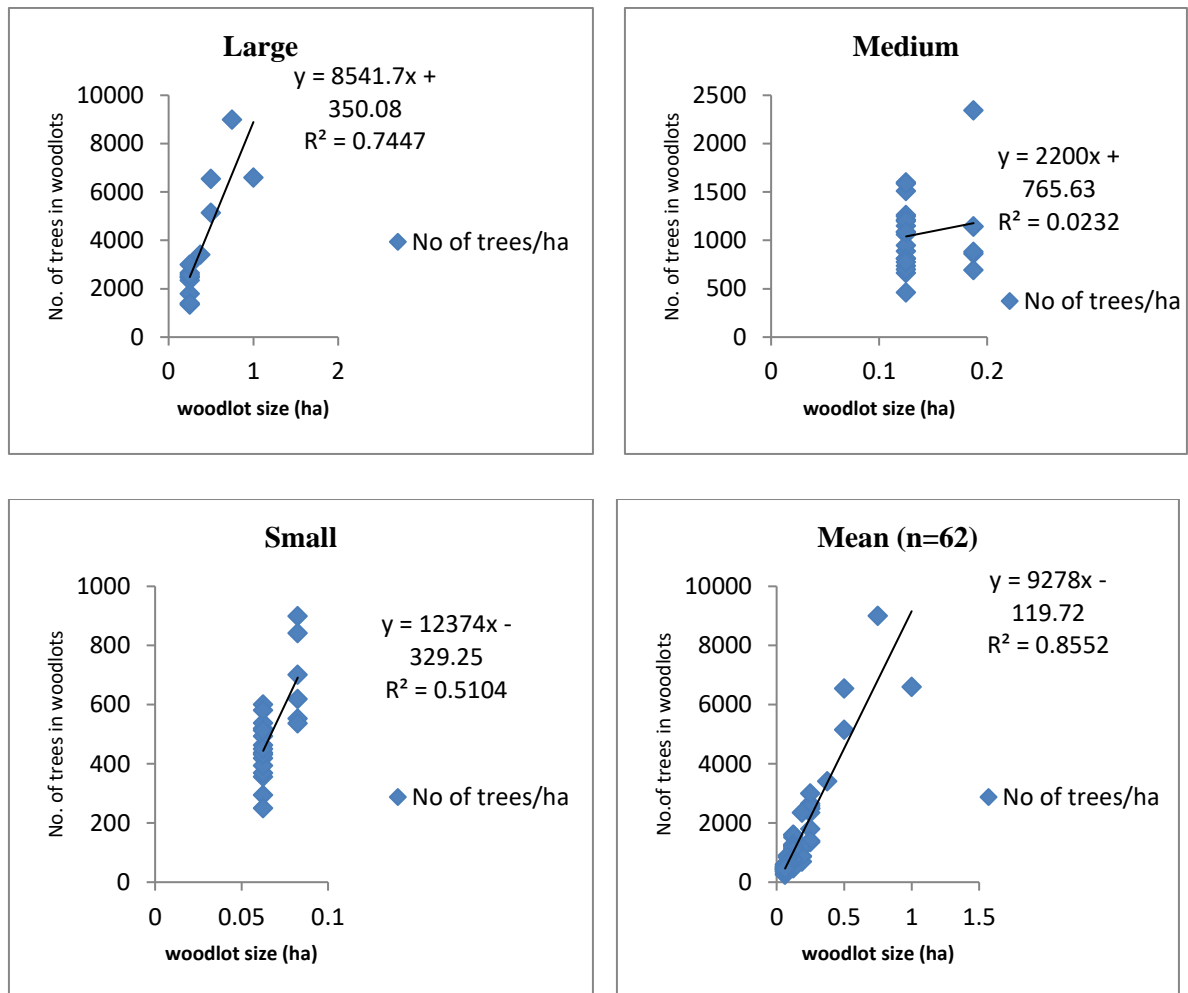 Large
y = 8541.7x +
350.08
R² = 0.7447
No. of trees in woodlots
10000
8000
6000
4000
2000
0
No of trees/ha
0 1 2
woodlot size (ha)
Medium
y = 2200x +
765.63
R² = 0.0232
No. of trees in woodlots
2500
2000
1500
1000
500
0
No of trees/ha
0 0.1 0.2
woodlot size (ha)
Small
y = 12374x -
329.25
R² = 0.5104
No. of trees in woodlots
1000
800
600
400
200
0
No of trees/ha
0 0.05 0.1
woodlot size (ha)
Mean (n=62)
y = 9278x -
119.72
R² = 0.8552
No.of trees in woodlots
10000
8000
6000
4000
2000
0
No of trees/ha
0 0.5 1 1.5
woodlot size (ha)